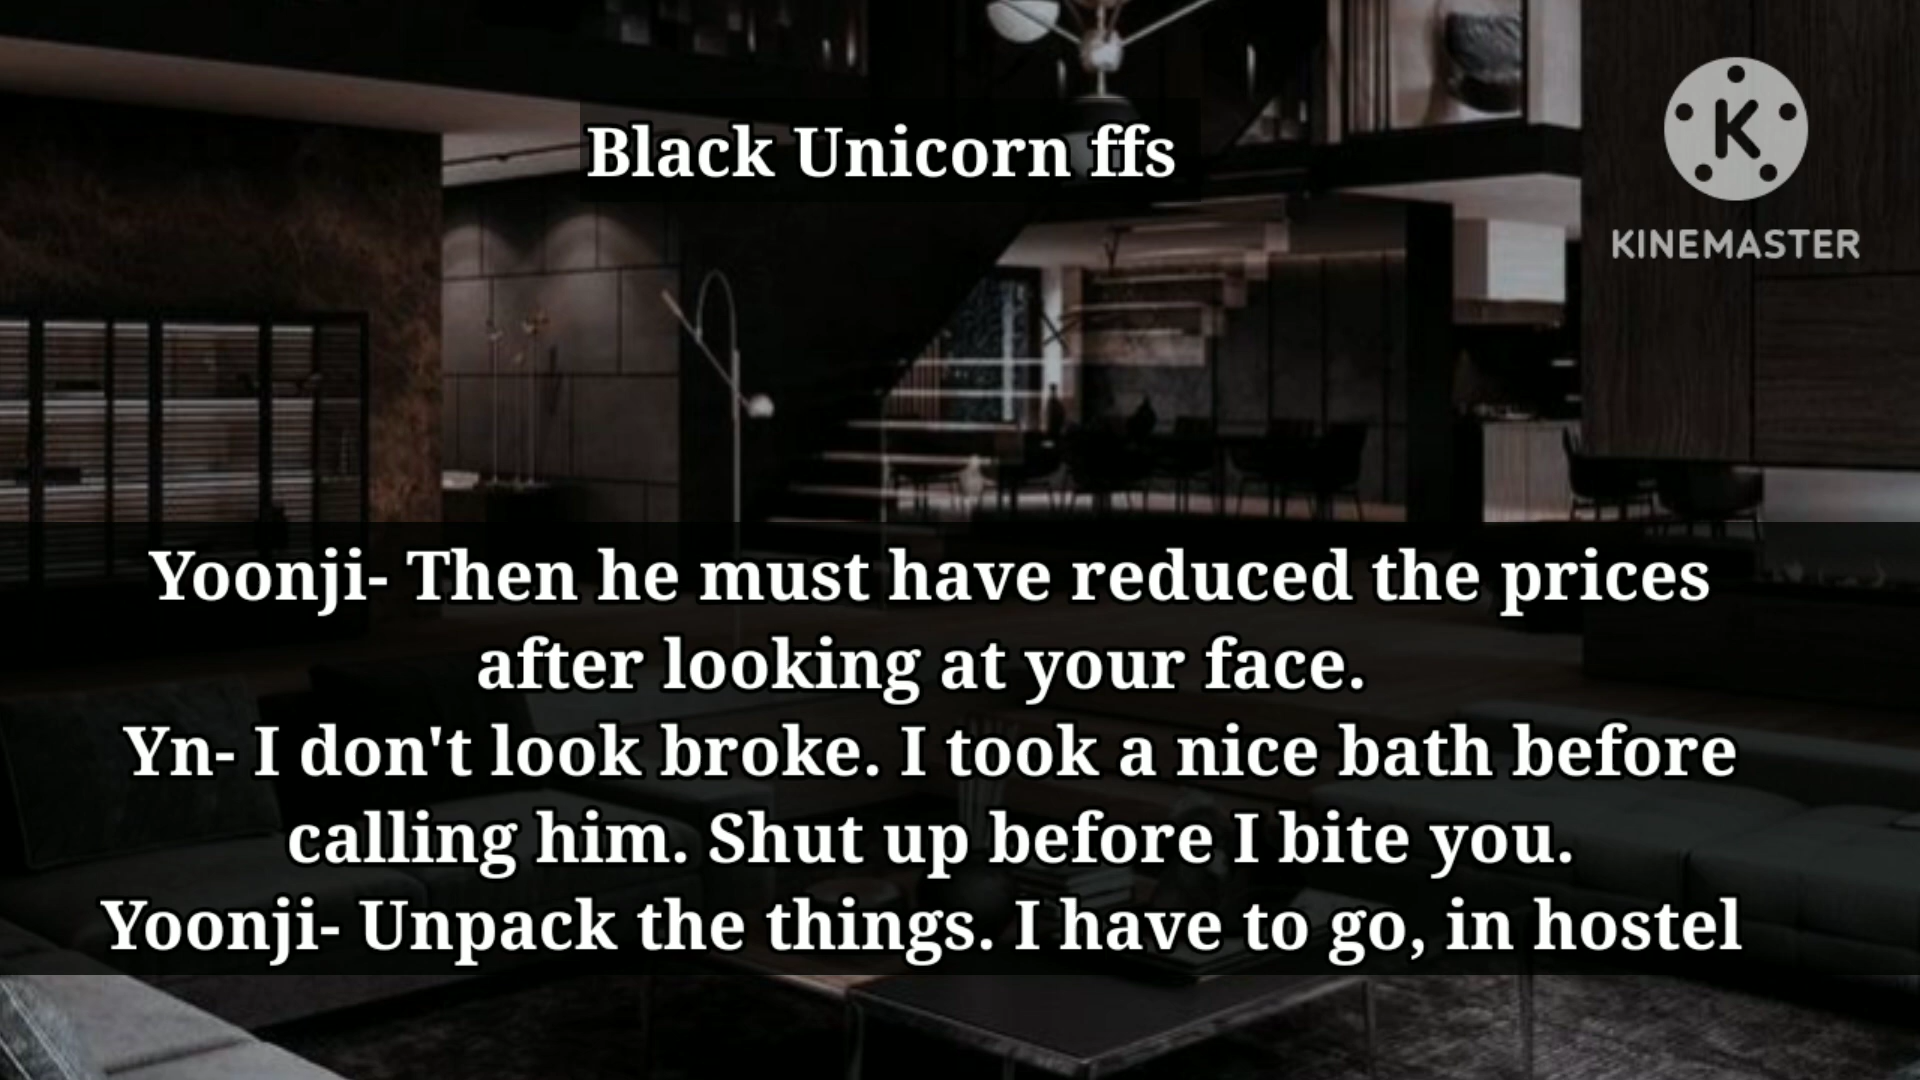 Black Unicorn ffs
KINEMASTER
Yoonji- Then he must have reduced the prices
after looking at your face.
Yn- I don't look broke. I took a nice bath before
calling him. Shut up before I bite you.
Yoonji- Unpack the things. I have to go, in hostel